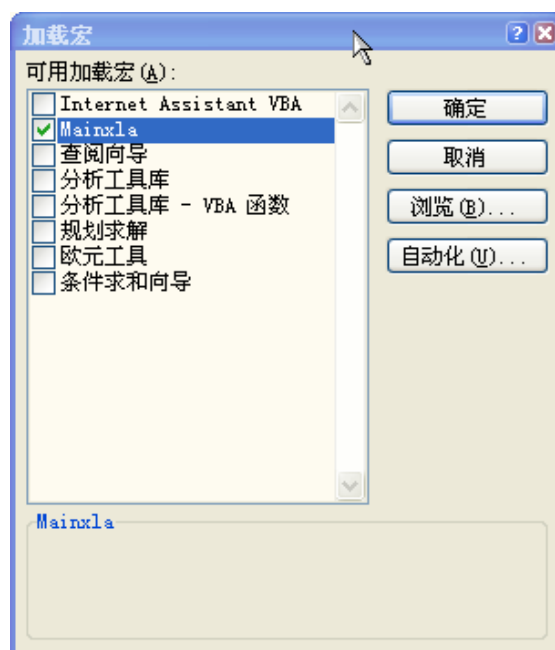 加载宏
可用加载宏(A):
Internet Assistant VBA
Mainxla
查阅向导
分析工具库
分析工具库 - VBA 函数
规划求解
欧元工具
条件求和向导
确定
取消
浏览(B)...
自动化(U)...
Mainxla